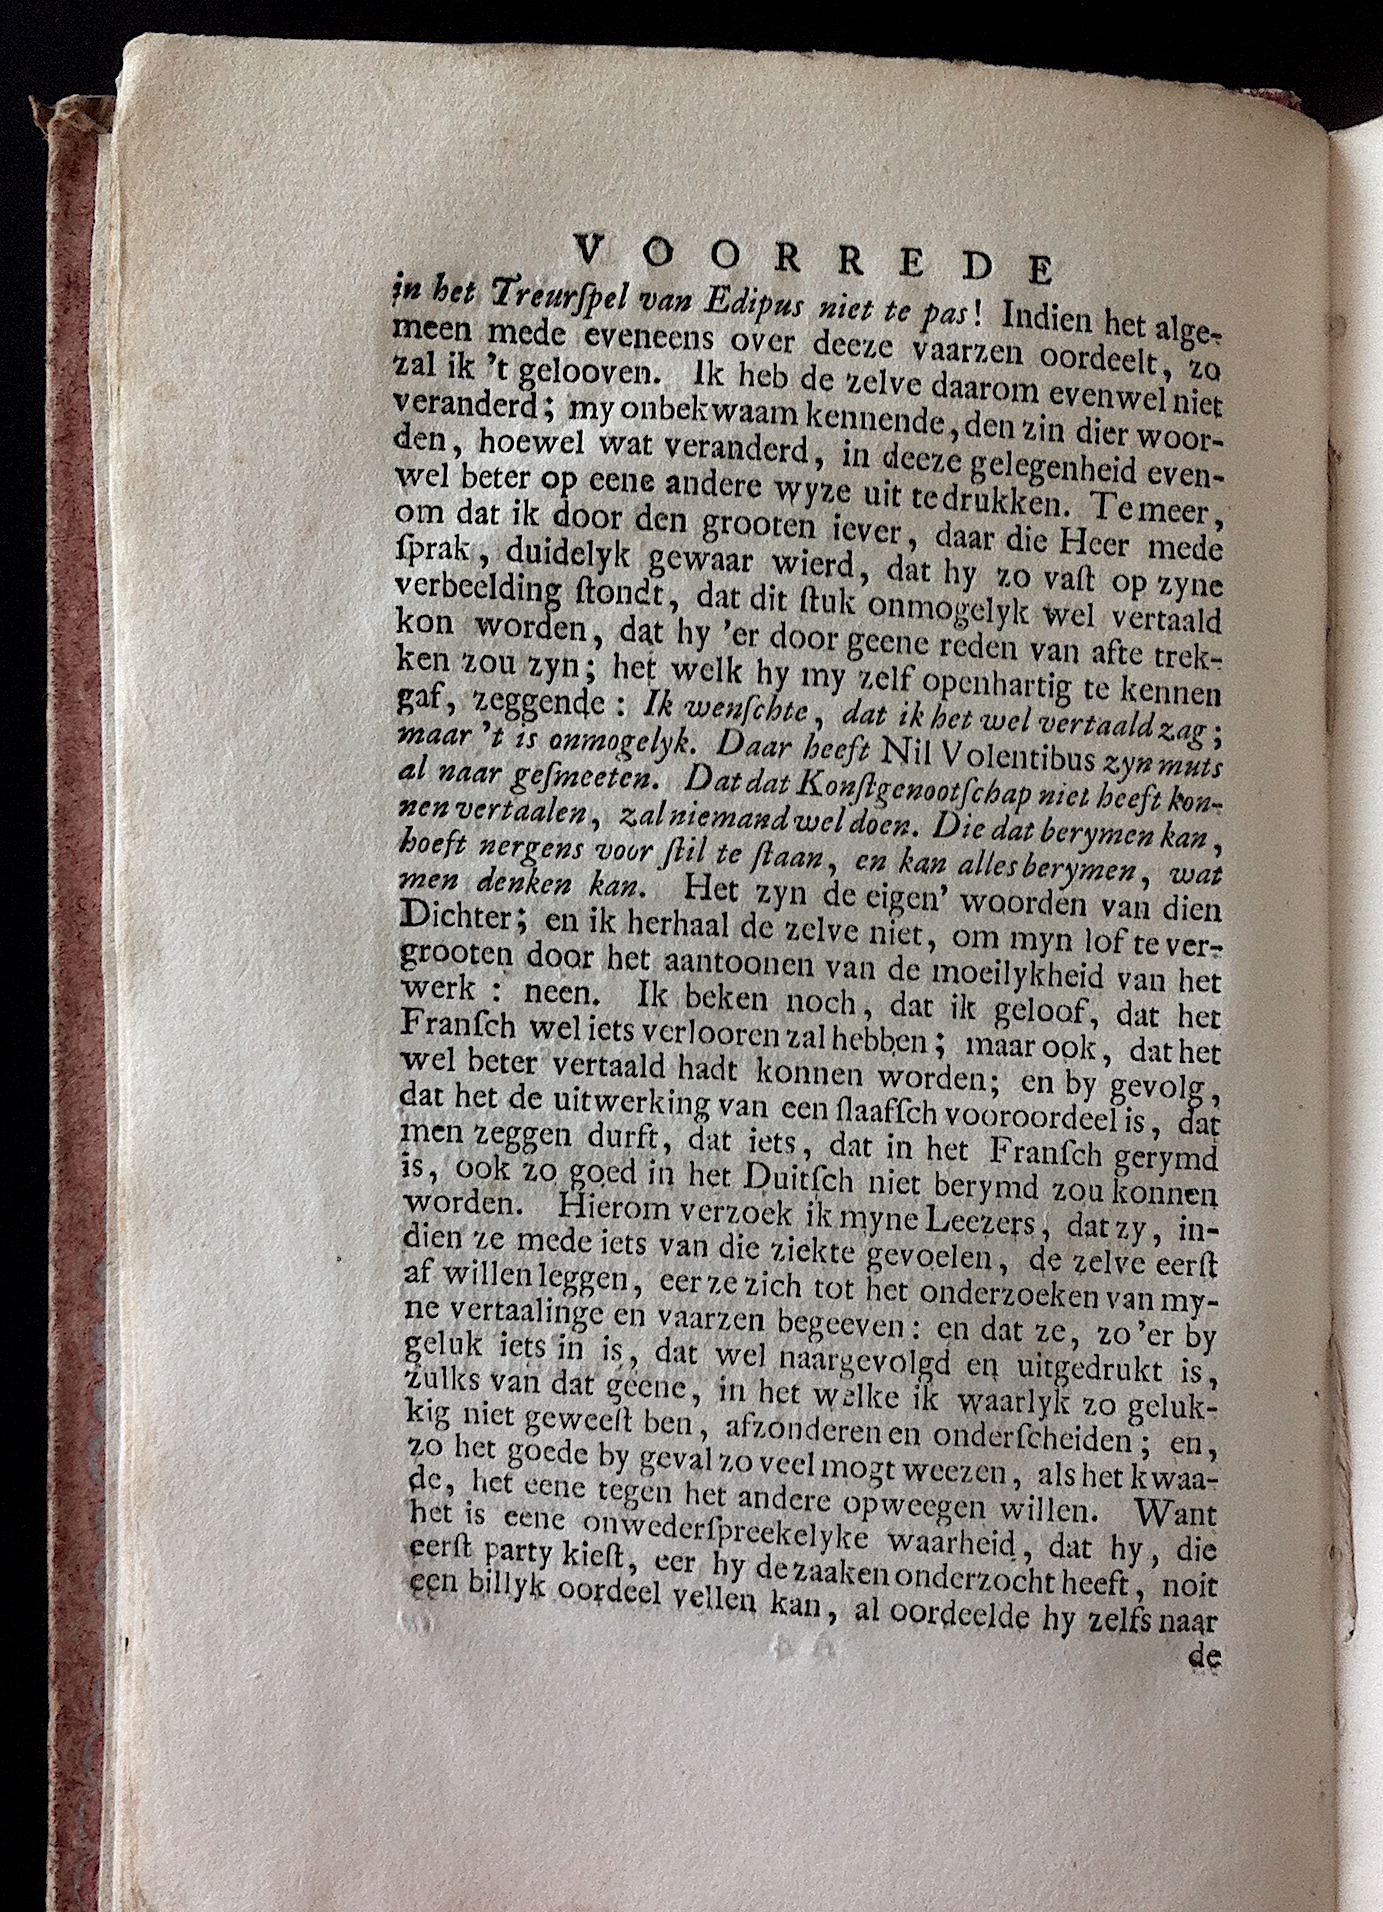 VOORREDE
in het Treurſpel van Edipus niet te pas! Indien het alge-
meen mede eveneens over deeze vaarzen oordeelt, zo
zal ik 't gelooven. Ik heb de zelve daarom evenwel niet
veranderd; my onbekwaam kennende, den zin dier woor-
den, hoewel wat veranderd, in deeze gelegenheid even-
wel beter op eene andere wyze uit te drukken. Te meer,
om dat ik door den grooten iever, daar die Heer mede
ſprak, duidelyk gewaar wierd, dat hy zo vaſt op zyne
verbeelding ſtondt, dat dit ſtuk onmogelyk wel vertaald
kon worden, dat hy 'er door geene reden van afte trek-
ken zou zyn; het welk hy my zelf openhartig te kennen
gaf, zeggende: Ik wenſchte, dat ik het wel vertaald zag;
maar 't is onmogelyk. Daar heeft Nil Volentibus zyn muts
al naar geſmeeten. Dat dat Konſtgenootſchap niet heeft kon-
nen vertaalen, zal niemand wel doen. Die dat berymen kan,
hoeft nergens voor ſtil te ſtaan, en kan alles berymen, wat
men denken kan. Het zyn de eigen' woorden van dien
Dichter; en ik herhaal de zelve niet, om myn lof te ver-
grooten door het aantoonen van de moeilykheid van het
werk: neen. Ik beken noch, dat ik geloof, dat het
Franſch wel iets verlooren zal hebben; maar ook, dat het
wel beter vertaald hadt konnen worden; en by gevolg,
dat het de uitwerking van een ſlaafſch vooroordeel is, dat
men zeggen durft, dat iets, dat in het Franſch gerymd
is, ook zo goed in het Duitſch niet berymd zou konnen
worden. Hierom verzoek ik myne Leezers, dat zy, in-
dien ze mede iets van die ziekte gevoelen, de zelve eerſt
af willen leggen, eer ze zich tot het onderzoeken van my-
ne vertaalinge en vaarzen begeeven: en dat ze, zo 'er by
geluk iets in is, dat wel naargevolgd en uitgedrukt is,
zulks van dat geene, in het welke ik waarlyk zo geluk-
kig niet geweeſt ben, afzonderen en onderſcheiden; en,
zo het goede by geval zo veel mogt weezen, als het kwaa-
de, het eene tegen het andere opweegen willen. Want
het is eene onwederſpreekelyke waarheid, dat hy, die
eerſt party kieſt, eer hy de zaaken onderzocht heeft, noit
een billyk oordeel vellen kan, al oordeelde hy zelfs naar
de